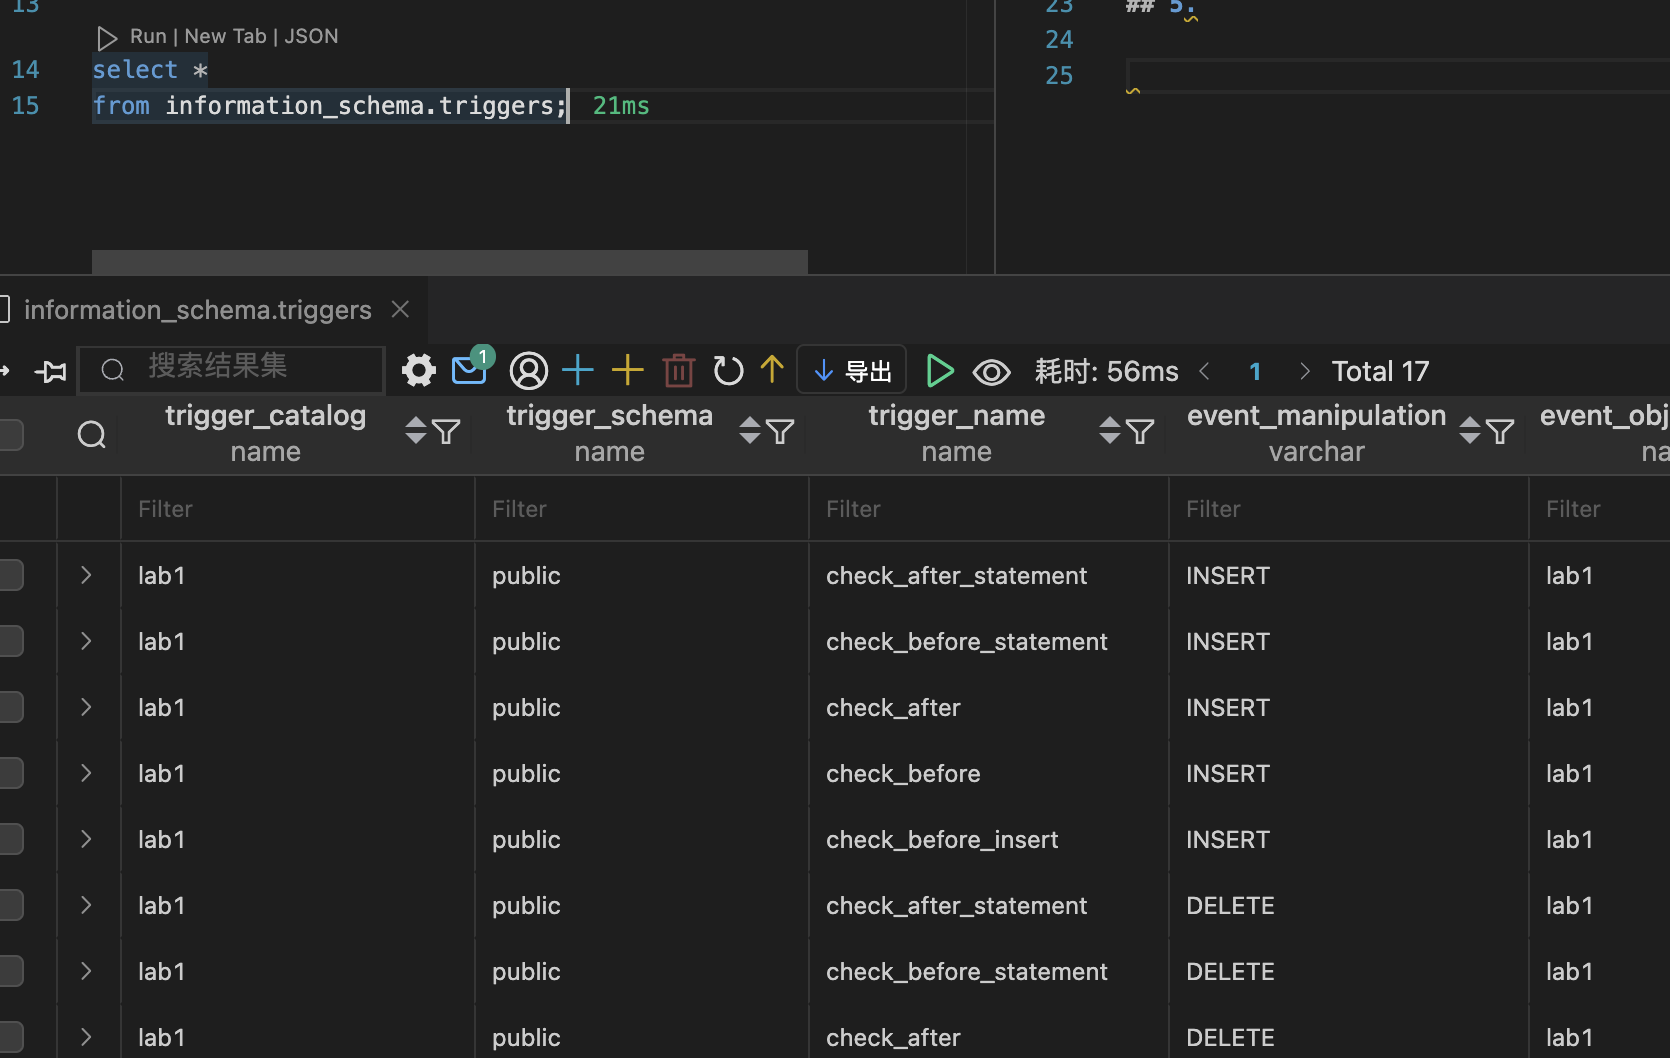 13
Run | New Tab | JSON
14 select *
15 from information_schema.triggers; 21ms
23 ## 5.
24
25
information_schema.triggers
搜索结果集 1 导出 耗时: 56ms 1 Total 17
trigger_catalog trigger_schema trigger_name event_manipulation event_obj
name name name varchar na
Filter Filter Filter Filter Filter
lab1 public check_after_statement INSERT lab1
lab1 public check_before_statement INSERT lab1
lab1 public check_after INSERT lab1
lab1 public check_before INSERT lab1
lab1 public check_before_insert INSERT lab1
lab1 public check_after_statement DELETE lab1
lab1 public check_before_statement DELETE lab1
lab1 public check_after DELETE lab1